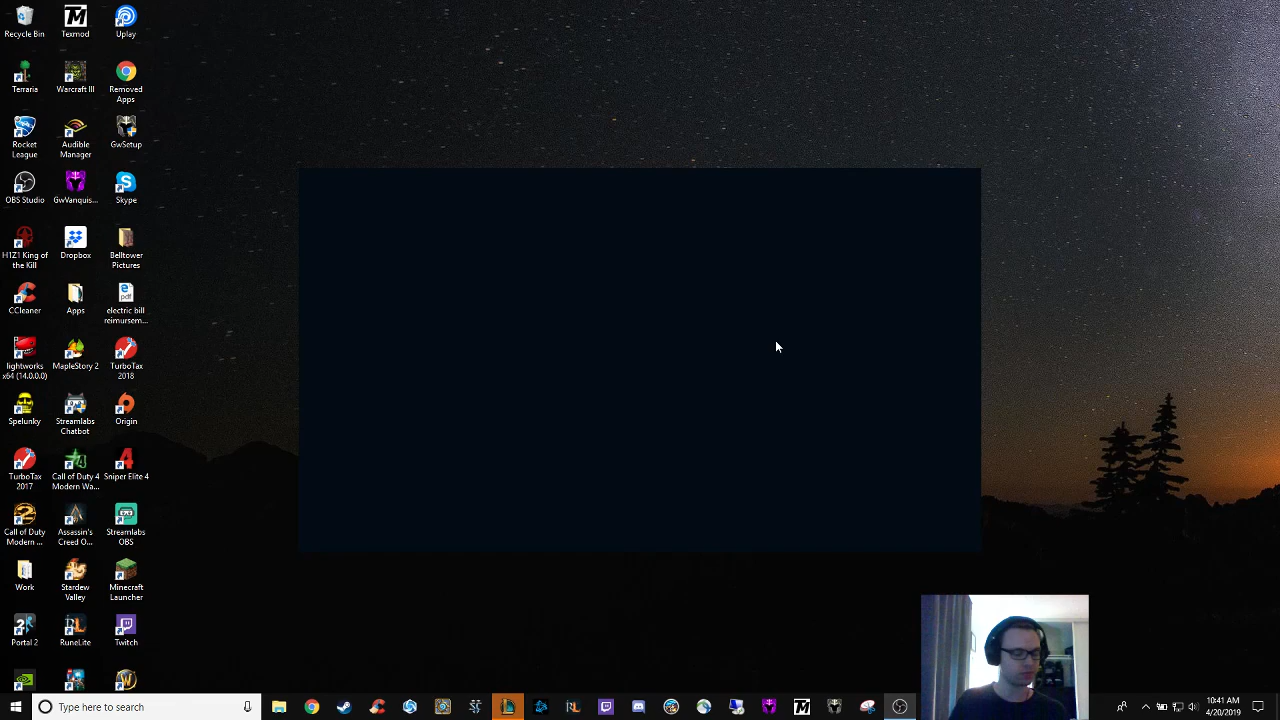 Recycle Bin
Texmod
Uplay
Terraria
Warcraft III
Removed
Apps
Rocket
League
Audible
Manager
GwSetup
OBS Studio
GwVanquis...
Skype
H1Z1 King of
the Kill
Dropbox
Belltower
Pictures
CCleaner
Apps
electric bill
reimbursem...
lightworks
x64 (14.0.0.0)
MapleStory 2
TurboTax
2018
Spelunky
Streamlabs
Chatbot
Origin
TurboTax
2017
Call of Duty 4
Modern Wa...
Sniper Elite 4
Call of Duty
Modern ...
Assassin's
Creed O...
Streamlabs
OBS
Work
Stardew
Valley
Minecraft
Launcher
Portal 2
RuneLite
Twitch
Type here to search
10:41 AM
4/20/2019